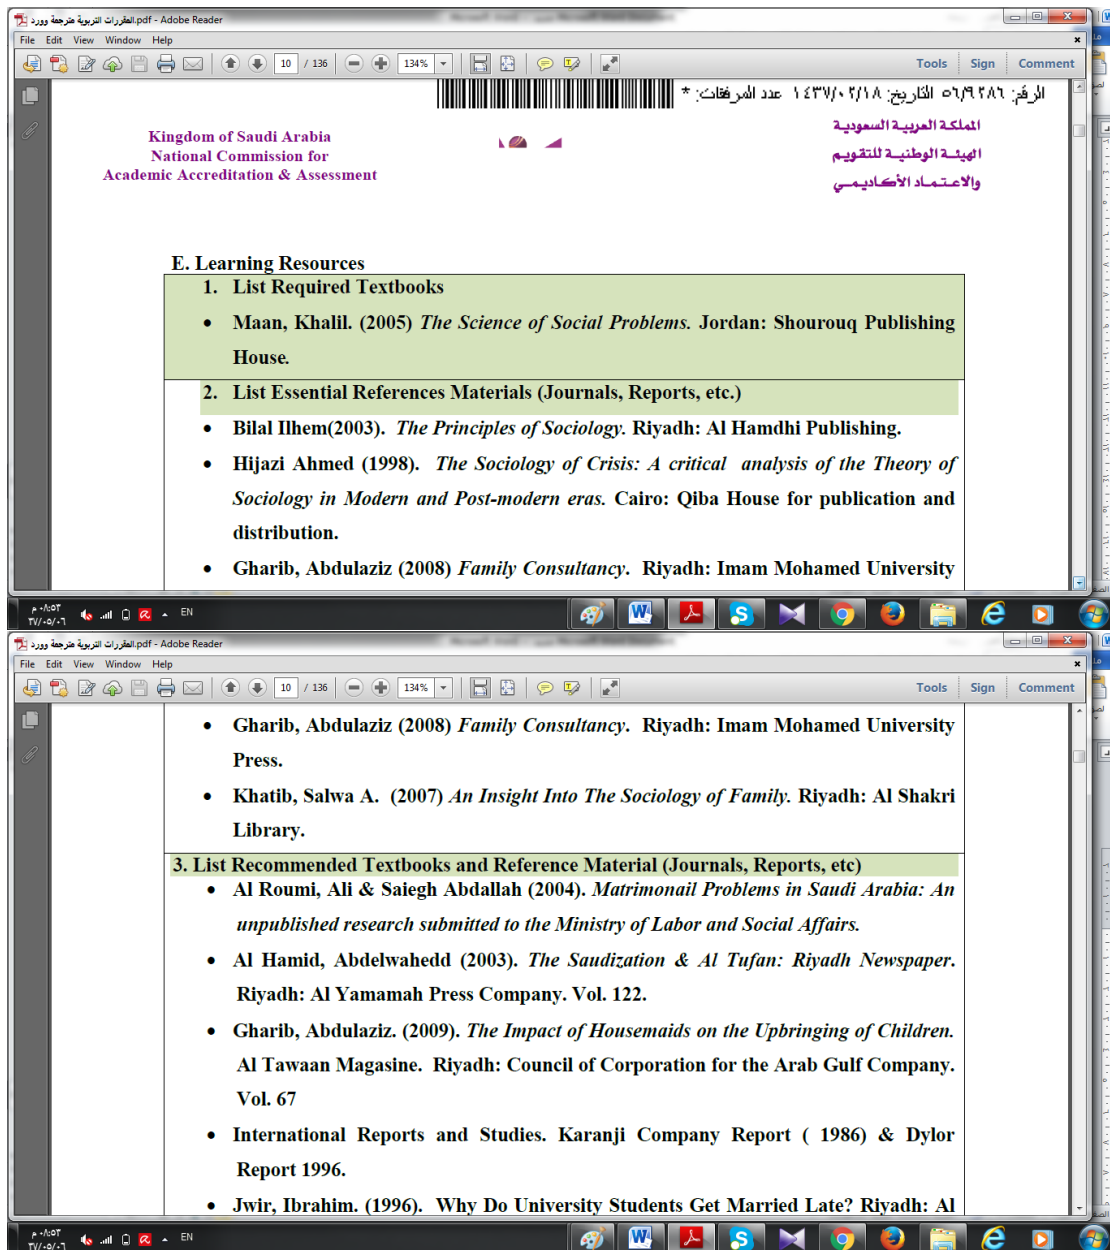 المقررات التربوية مترجمة وورد.pdf - Adobe Reader
File Edit View Window Help
10 / 136 134% Tools Sign Comment
الرقم: ٥٦/٩٢٨٦ التاريخ: ١٤٣٧/٠٢/١٨ عدد المرفقات: *
Kingdom of Saudi Arabia
National Commission for
Academic Accreditation & Assessment
المملكة العربية السعودية
الهيئة الوطنية للتقويم
والاعتماد الأكاديمي
E. Learning Resources
1. List Required Textbooks
• Maan, Khalil. (2005) The Science of Social Problems. Jordan: Shourouq Publishing
House.
2. List Essential References Materials (Journals, Reports, etc.)
• Bilal Ilhem(2003). The Principles of Sociology. Riyadh: Al Hamdhi Publishing.
• Hijazi Ahmed (1998). The Sociology of Crisis: A critical analysis of the Theory of
Sociology in Modern and Post-modern eras. Cairo: Qiba House for publication and
distribution.
• Gharib, Abdulaziz (2008) Family Consultancy. Riyadh: Imam Mohamed University
EN
٠٨:٥٣ م
٣٧/٠٥/٠٦
المقررات التربوية مترجمة وورد.pdf - Adobe Reader
File Edit View Window Help
10 / 136 134% Tools Sign Comment
• Gharib, Abdulaziz (2008) Family Consultancy. Riyadh: Imam Mohamed University
Press.
• Khatib, Salwa A. (2007) An Insight Into The Sociology of Family. Riyadh: Al Shakri
Library.
3. List Recommended Textbooks and Reference Material (Journals, Reports, etc)
• Al Roumi, Ali & Saiegh Abdallah (2004). Matrimonail Problems in Saudi Arabia: An
unpublished research submitted to the Ministry of Labor and Social Affairs.
• Al Hamid, Abdelwahedd (2003). The Saudization & Al Tufan: Riyadh Newspaper.
Riyadh: Al Yamamah Press Company. Vol. 122.
• Gharib, Abdulaziz. (2009). The Impact of Housemaids on the Upbringing of Children.
Al Tawaan Magasine. Riyadh: Council of Corporation for the Arab Gulf Company.
Vol. 67
• International Reports and Studies. Karanji Company Report ( 1986) & Dylor
Report 1996.
• Jwir, Ibrahim. (1996). Why Do University Students Get Married Late? Riyadh: Al
EN
٠٨:٥٣ م
٣٧/٠٥/٠٦